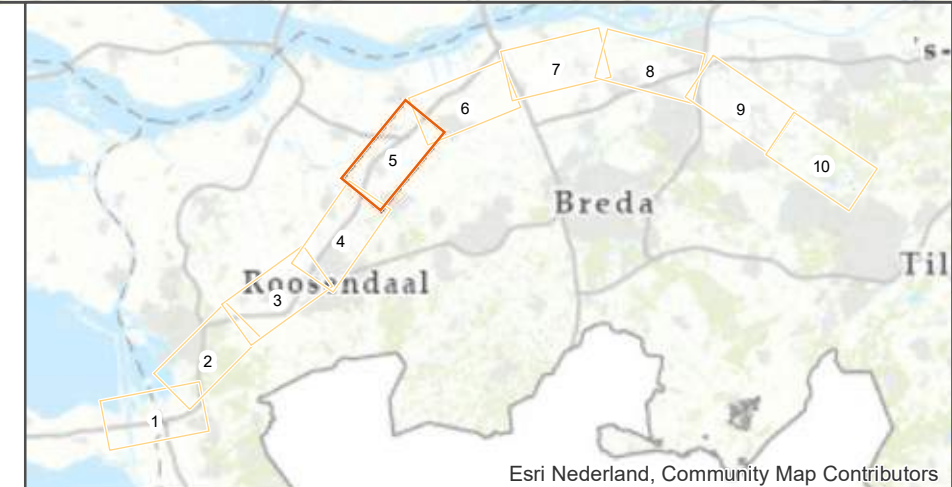 's-
7
8
6
9
5
10
Breda
4
Til
Roosendaal
3
2
1
Esri Nederland, Community Map Contributors